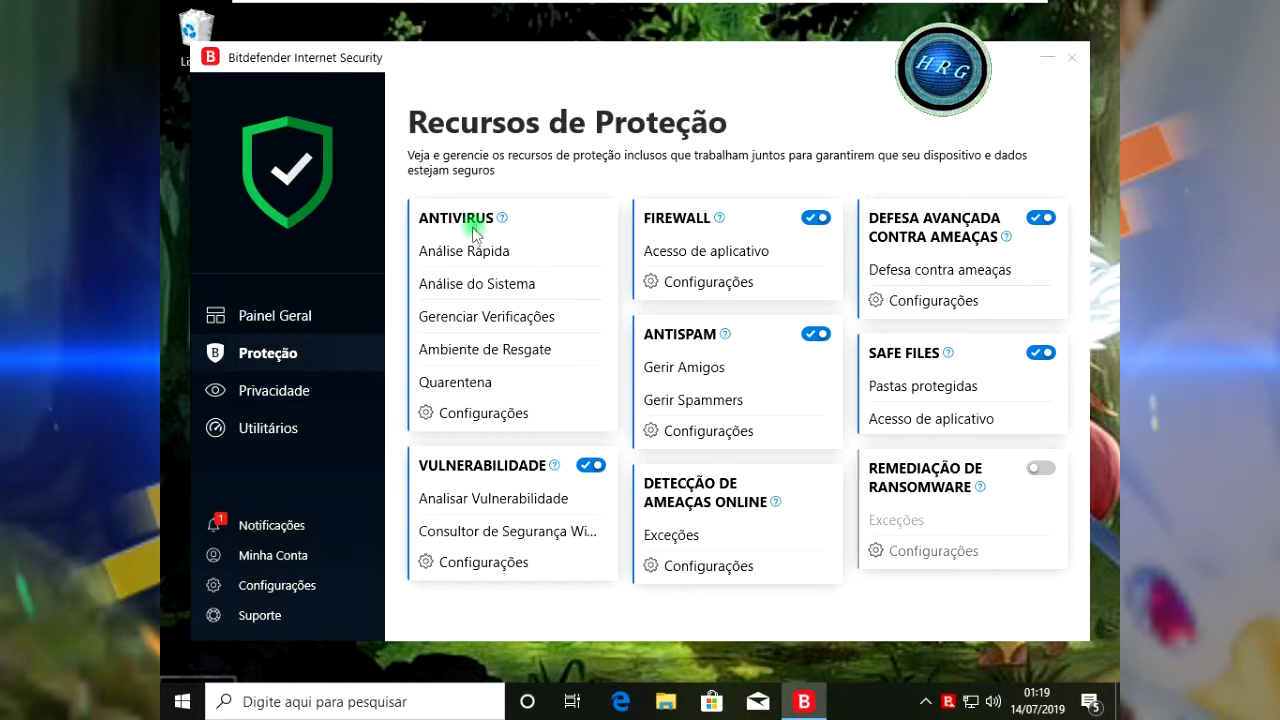 Bitdefender Internet Security
HRG
Recursos de Proteção
Veja e gerencie os recursos de proteção inclusos que trabalham juntos para garantirem que seu dispositivo e dados
estejam seguros
Painel Geral
Proteção
Privacidade
Utilitários
1
Notificações
Minha Conta
Configurações
Suporte
ANTIVIRUS
Análise Rápida
Análise do Sistema
Gerenciar Verificações
Ambiente de Resgate
Quarentena
Configurações
VULNERABILIDADE
Analisar Vulnerabilidade
Consultor de Segurança Wi...
Configurações
FIREWALL
Acesso de aplicativo
Configurações
ANTISPAM
Gerir Amigos
Gerir Spammers
Configurações
DETECÇÃO DE
AMEAÇAS ONLINE
Exceções
Configurações
DEFESA AVANÇADA
CONTRA AMEAÇAS
Defesa contra ameaças
Configurações
SAFE FILES
Pastas protegidas
Acesso de aplicativo
REMEDIAÇÃO DE
RANSOMWARE
Exceções
Configurações
Digite aqui para pesquisar
01:19
14/07/2019
5